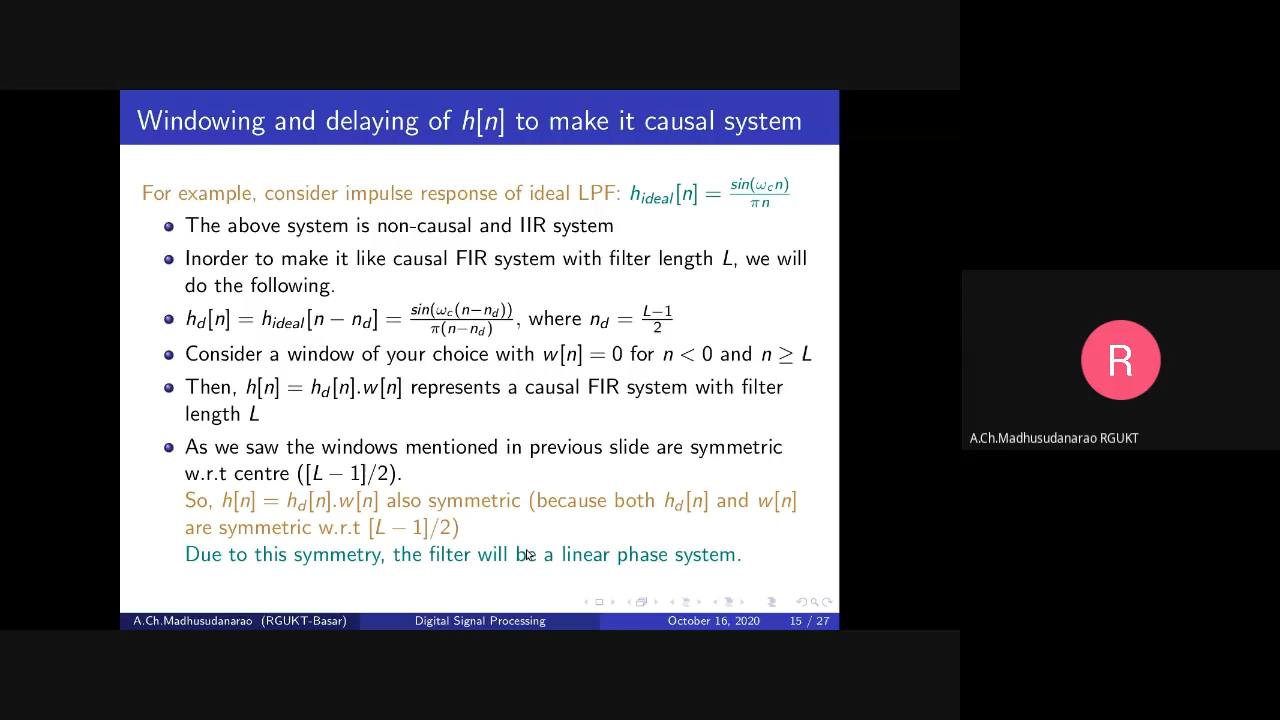 Windowing and delaying of h[n] to make it causal system
For example, consider impulse response of ideal LPF: h_ideal[n] = sin(ω_c n)/πn
The above system is non-causal and IIR system
Inorder to make it like causal FIR system with filter length L, we will
do the following.
h_d[n] = h_ideal[n − n_d] = sin(ω_c(n−n_d))/π(n−n_d), where n_d = L−1/2
Consider a window of your choice with w[n] = 0 for n < 0 and n ≥ L
Then, h[n] = h_d[n].w[n] represents a causal FIR system with filter
length L
As we saw the windows mentioned in previous slide are symmetric
w.r.t centre ([L − 1]/2).
So, h[n] = h_d[n].w[n] also symmetric (because both h_d[n] and w[n]
are symmetric w.r.t [L − 1]/2)
Due to this symmetry, the filter will be a linear phase system.
A.Ch.Madhusudanarao (RGUKT-Basar) Digital Signal Processing October 16, 2020 15 / 27
R
A.Ch.Madhusudanarao RGUKT